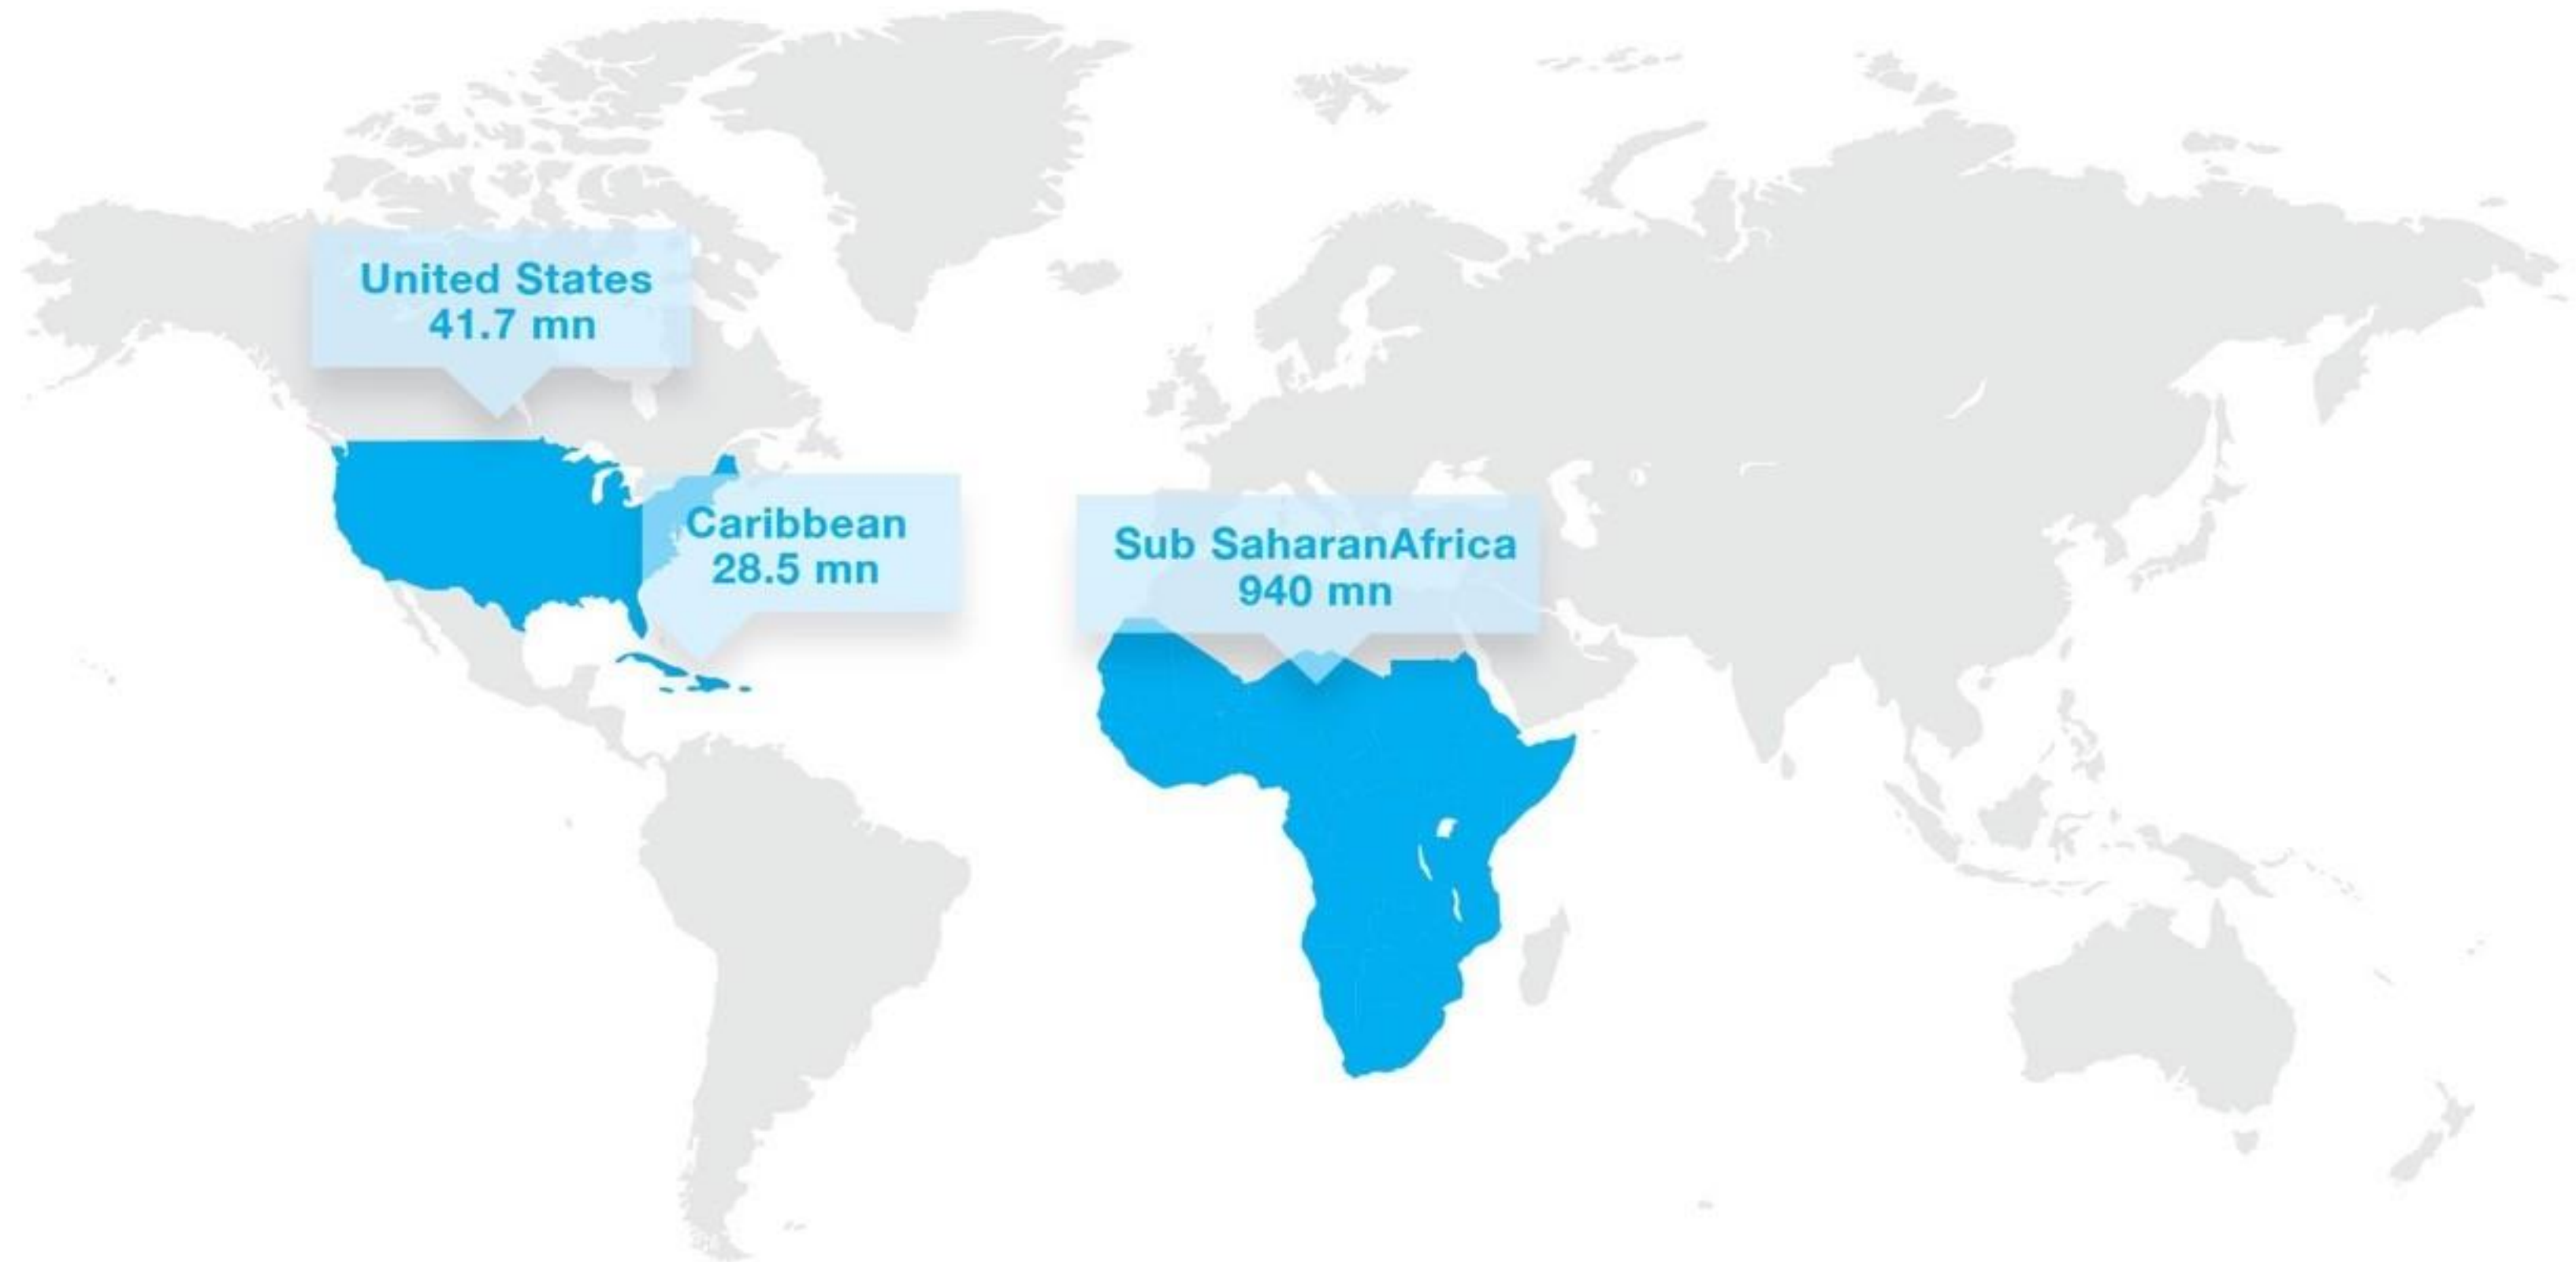 United States
41.7 mn
Caribbean
28.5 mn
Sub SaharanAfrica
940 mn